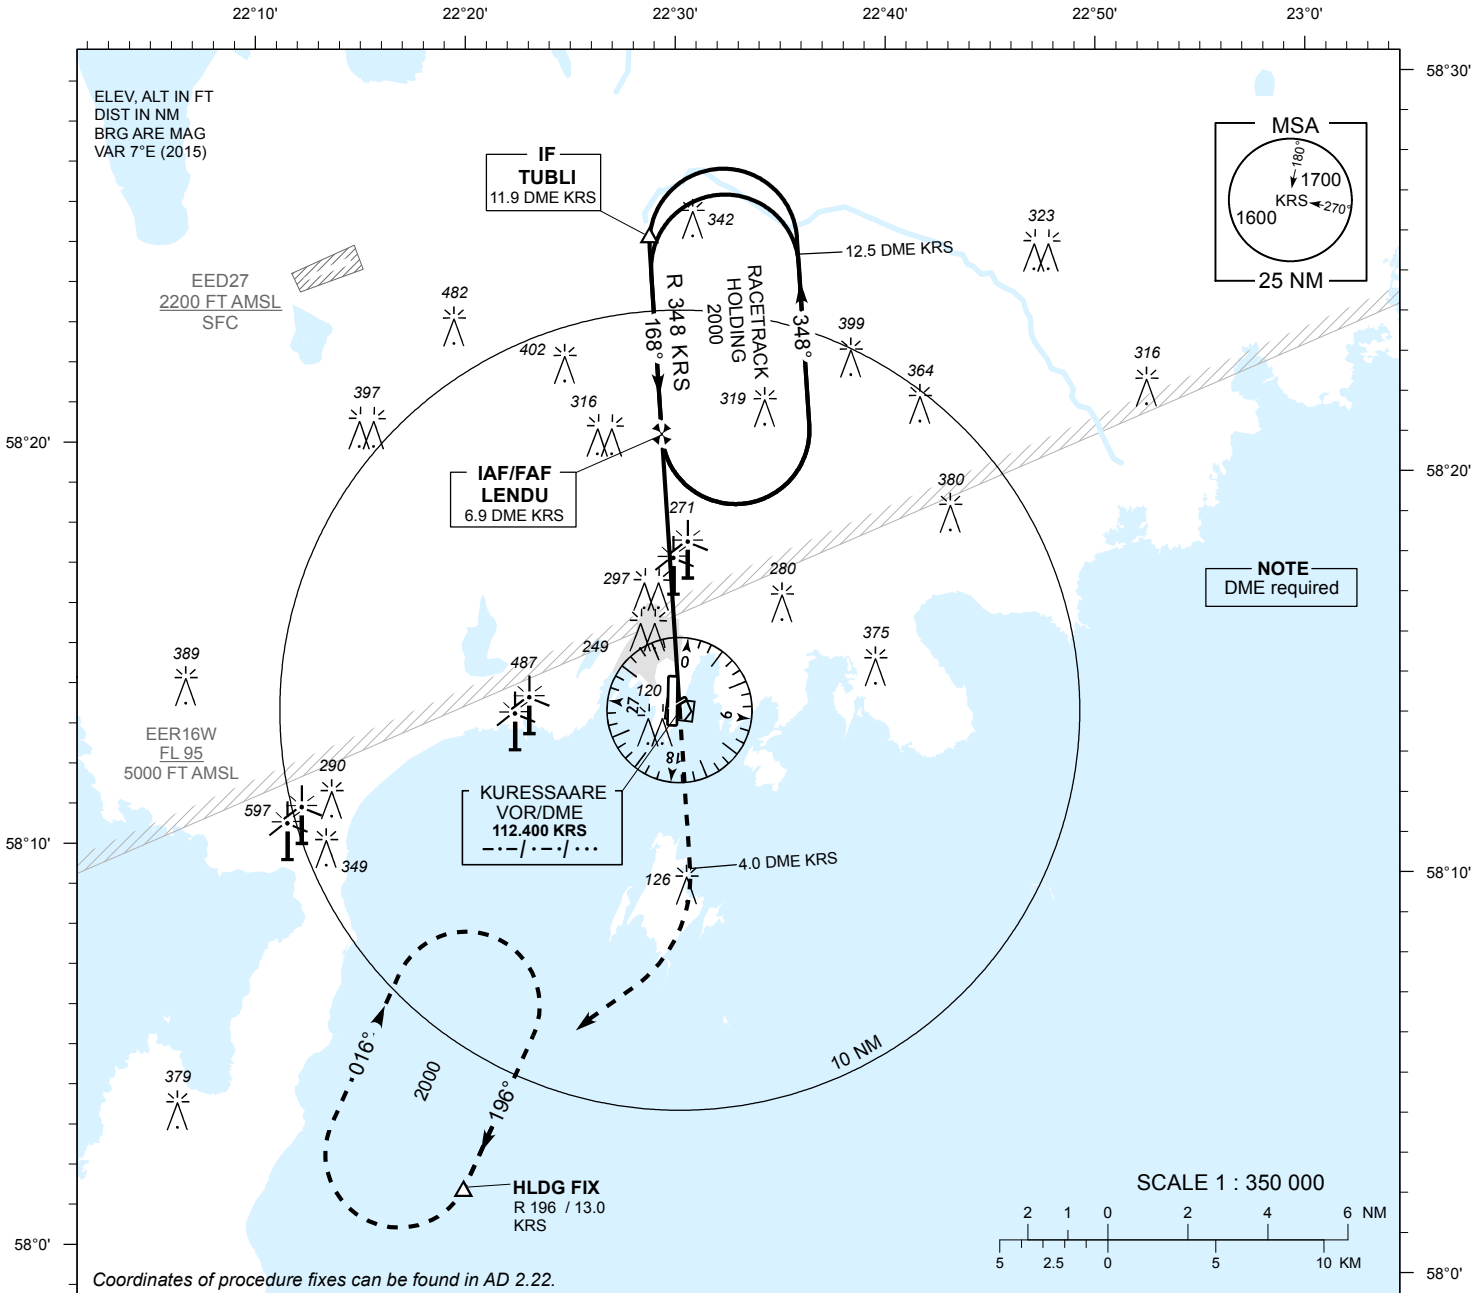 22°10'
22°20'
22°30'
22°40'
22°50'
23°0'
58°30'
ELEV, ALT IN FT
DIST IN NM
BRG ARE MAG
VAR 7°E (2015)
IF
TUBLI
11.9 DME KRS
MSA
180°
1700
KRS
270°
1600
25 NM
342
323
12.5 DME KRS
EED27
2200 FT AMSL
SFC
482
R 348 KRS
168°
RACETRACK
HOLDING
2000
348°
399
402
364
316
397
316
319
58°20'
58°20'
IAF/FAF
LENDU
6.9 DME KRS
380
271
NOTE
DME required
297
280
249
375
389
487
0
120
27
9
18
EER16W
FL 95
5000 FT AMSL
290
KURESSAARE
VOR/DME
112.400 KRS
–·–/·–·/···
597
58°10'
349
4.0 DME KRS
126
58°10'
016°
2000
196°
10 NM
379
HLDG FIX
R 196 / 13.0
KRS
SCALE 1 : 350 000
2 1 0 2 4 6 NM
5 2.5 0 5 10 KM
58°0'
58°0'
Coordinates of procedure fixes can be found in AD 2.22.